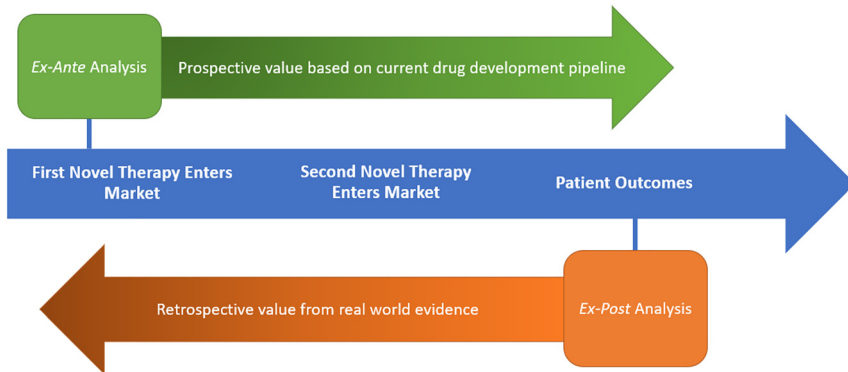 Ex-Ante Analysis
Prospective value based on current drug development pipeline
First Novel Therapy Enters
Market
Second Novel Therapy
Enters Market
Patient Outcomes
Retrospective value from real world evidence
Ex-Post Analysis